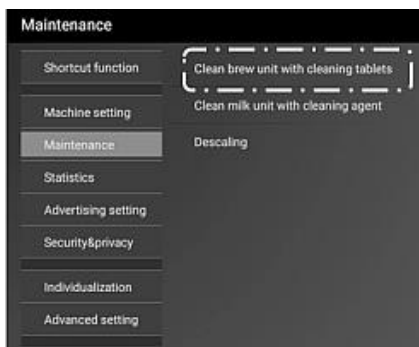 Maintenance
Shortcut function
Machine setting
Maintenance
Statistics
Advertising setting
Security&privacy
Individualization
Advanced setting
Clean brew unit with cleaning tablets
Clean milk unit with cleaning agent
Descaling